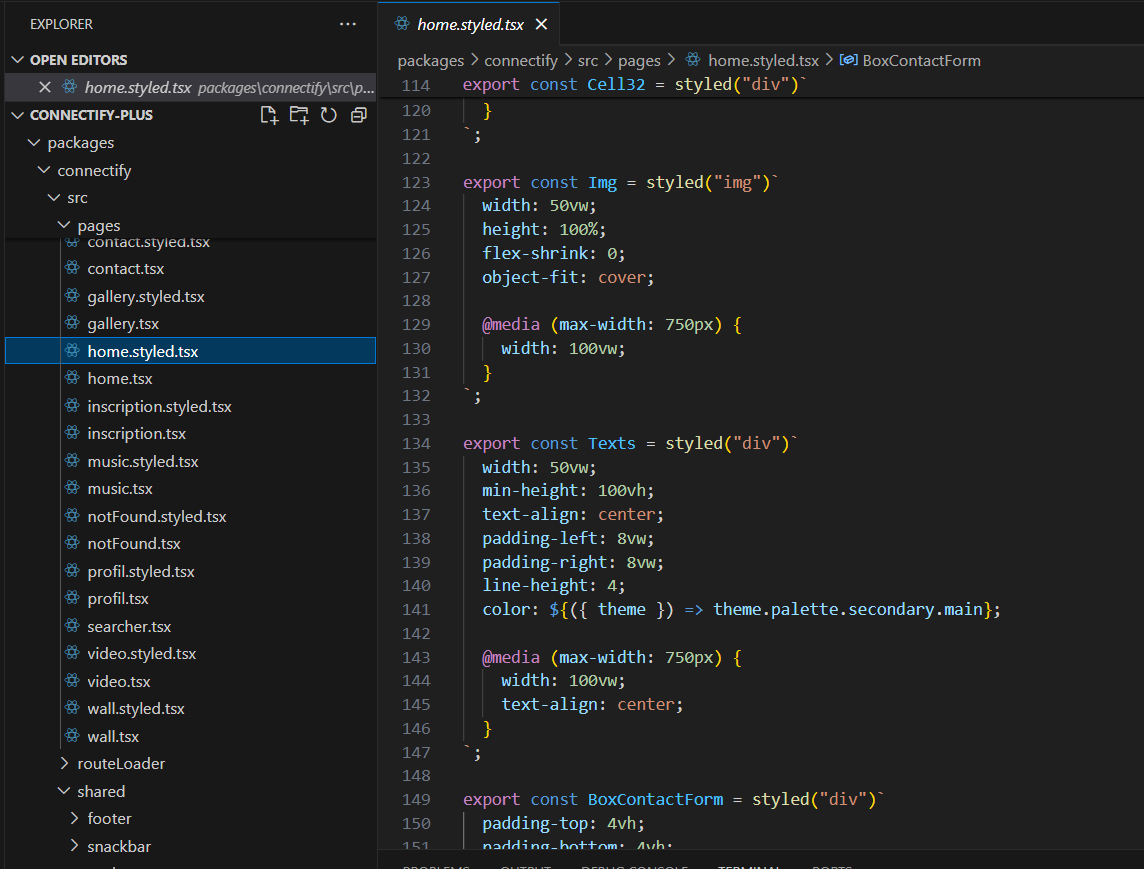 EXPLORER
OPEN EDITORS
home.styled.tsx packages\connectify\src\p...
CONNECTIFY-PLUS
packages
connectify
src
pages
contact.styled.tsx
contact.tsx
gallery.styled.tsx
gallery.tsx
home.styled.tsx
home.tsx
inscription.styled.tsx
inscription.tsx
music.styled.tsx
music.tsx
notFound.styled.tsx
notFound.tsx
profil.styled.tsx
profil.tsx
searcher.tsx
video.styled.tsx
video.tsx
wall.styled.tsx
wall.tsx
routeLoader
shared
footer
snackbar
home.styled.tsx
packages > connectify > src > pages > home.styled.tsx > BoxContactForm
114 export const Cell32 = styled("div")`
120 }
121 `;
122
123 export const Img = styled("img")`
124 width: 50vw;
125 height: 100%;
126 flex-shrink: 0;
127 object-fit: cover;
128
129 @media (max-width: 750px) {
130 width: 100vw;
131 }
132 `;
133
134 export const Texts = styled("div")`
135 width: 50vw;
136 min-height: 100vh;
137 text-align: center;
138 padding-left: 8vw;
139 padding-right: 8vw;
140 line-height: 4;
141 color: ${({ theme }) => theme.palette.secondary.main};
142
143 @media (max-width: 750px) {
144 width: 100vw;
145 text-align: center;
146 }
147 `;
148
149 export const BoxContactForm = styled("div")`
150 padding-top: 4vh;
151 padding-bottom: 4vh;
PROBLEMS OUTPUT DEBUG CONSOLE TERMINAL PORTS